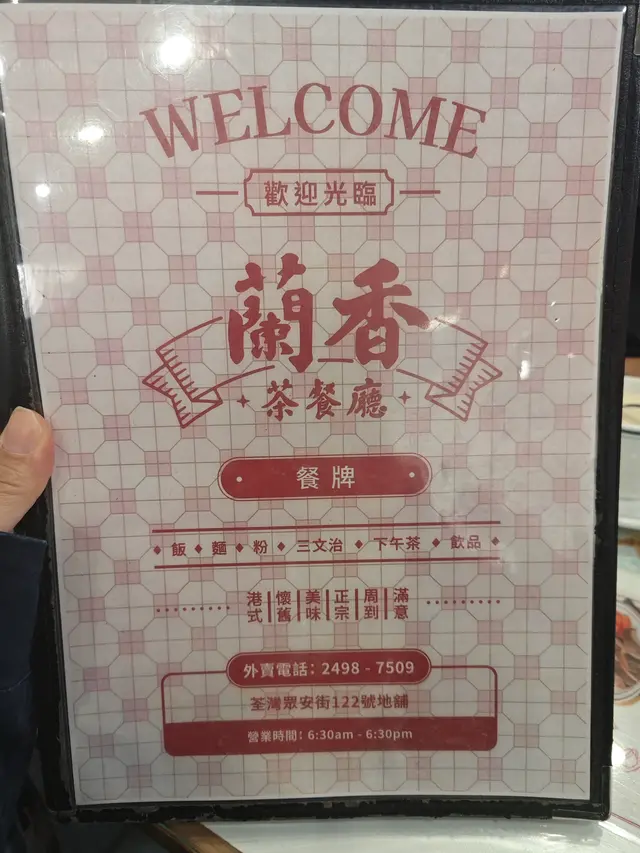 WELCOME
歡迎光臨
蘭香
茶餐廳
餐牌
飯 ◆ 麵 ◆ 粉 ◆ 三文治 ◆ 下午茶 ◆ 飲品
港式|懷舊|美味|正宗|周到|滿意
外賣電話: 2498 - 7509
荃灣眾安街122號地舖
營業時間: 6:30am - 6:30pm